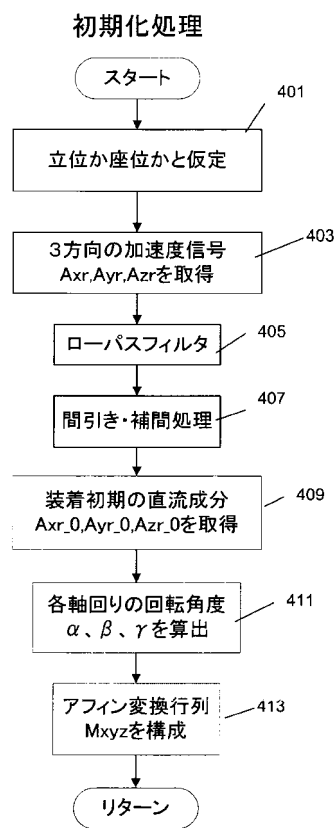 初期化処理
スタート
401
立位か座位かと仮定
3方向の加速度信号
Axr,Ayr,Azrを取得
403
ローパスフィルタ
405
間引き・補間処理
407
装着初期の直流成分
Axr_0,Ayr_0,Azr_0を取得
409
各軸回りの回転角度
α、β、γを算出
411
アフィン変換行列
Mxyzを構成
413
リターン